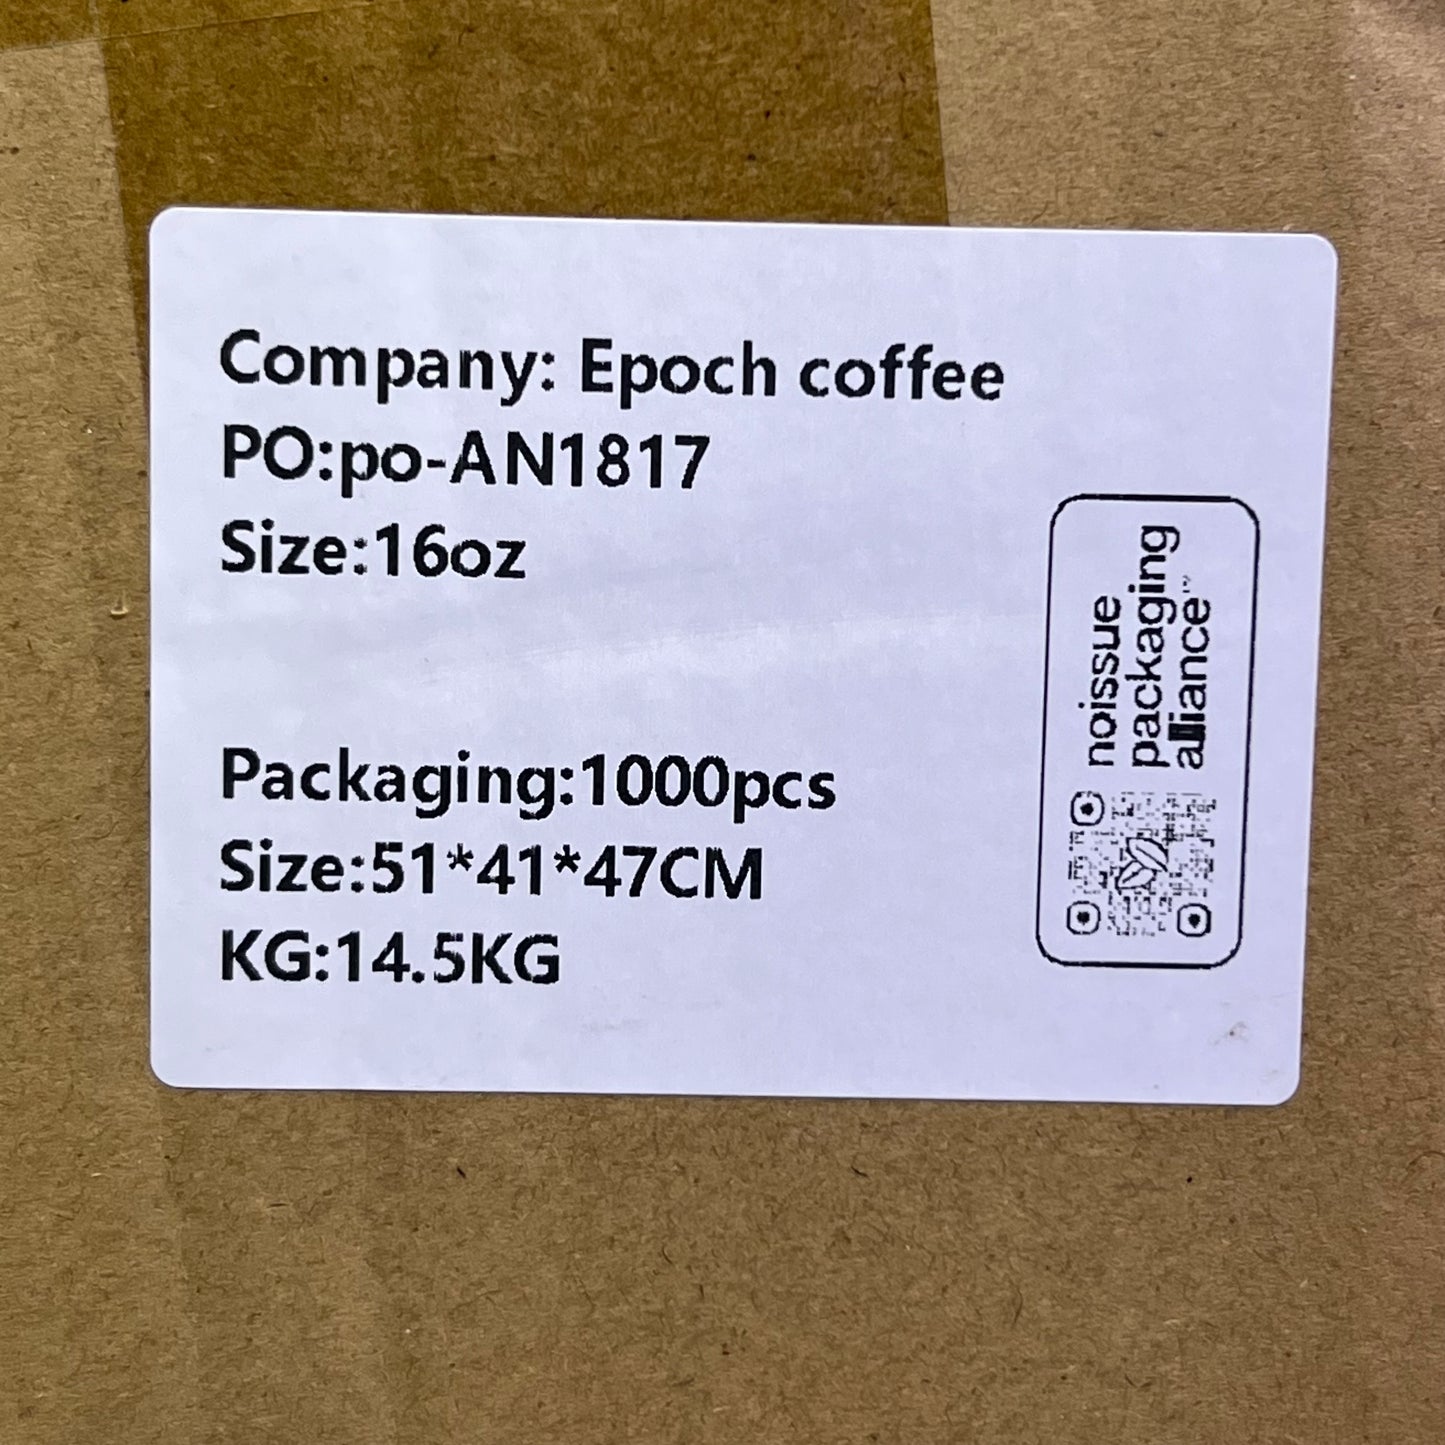 Company: Epoch coffee
PO:po-AN1817
Size:16oz
Packaging:1000pcs
Size:51*41*47CM
KG:14.5KG
noissue
packaging
alliance™